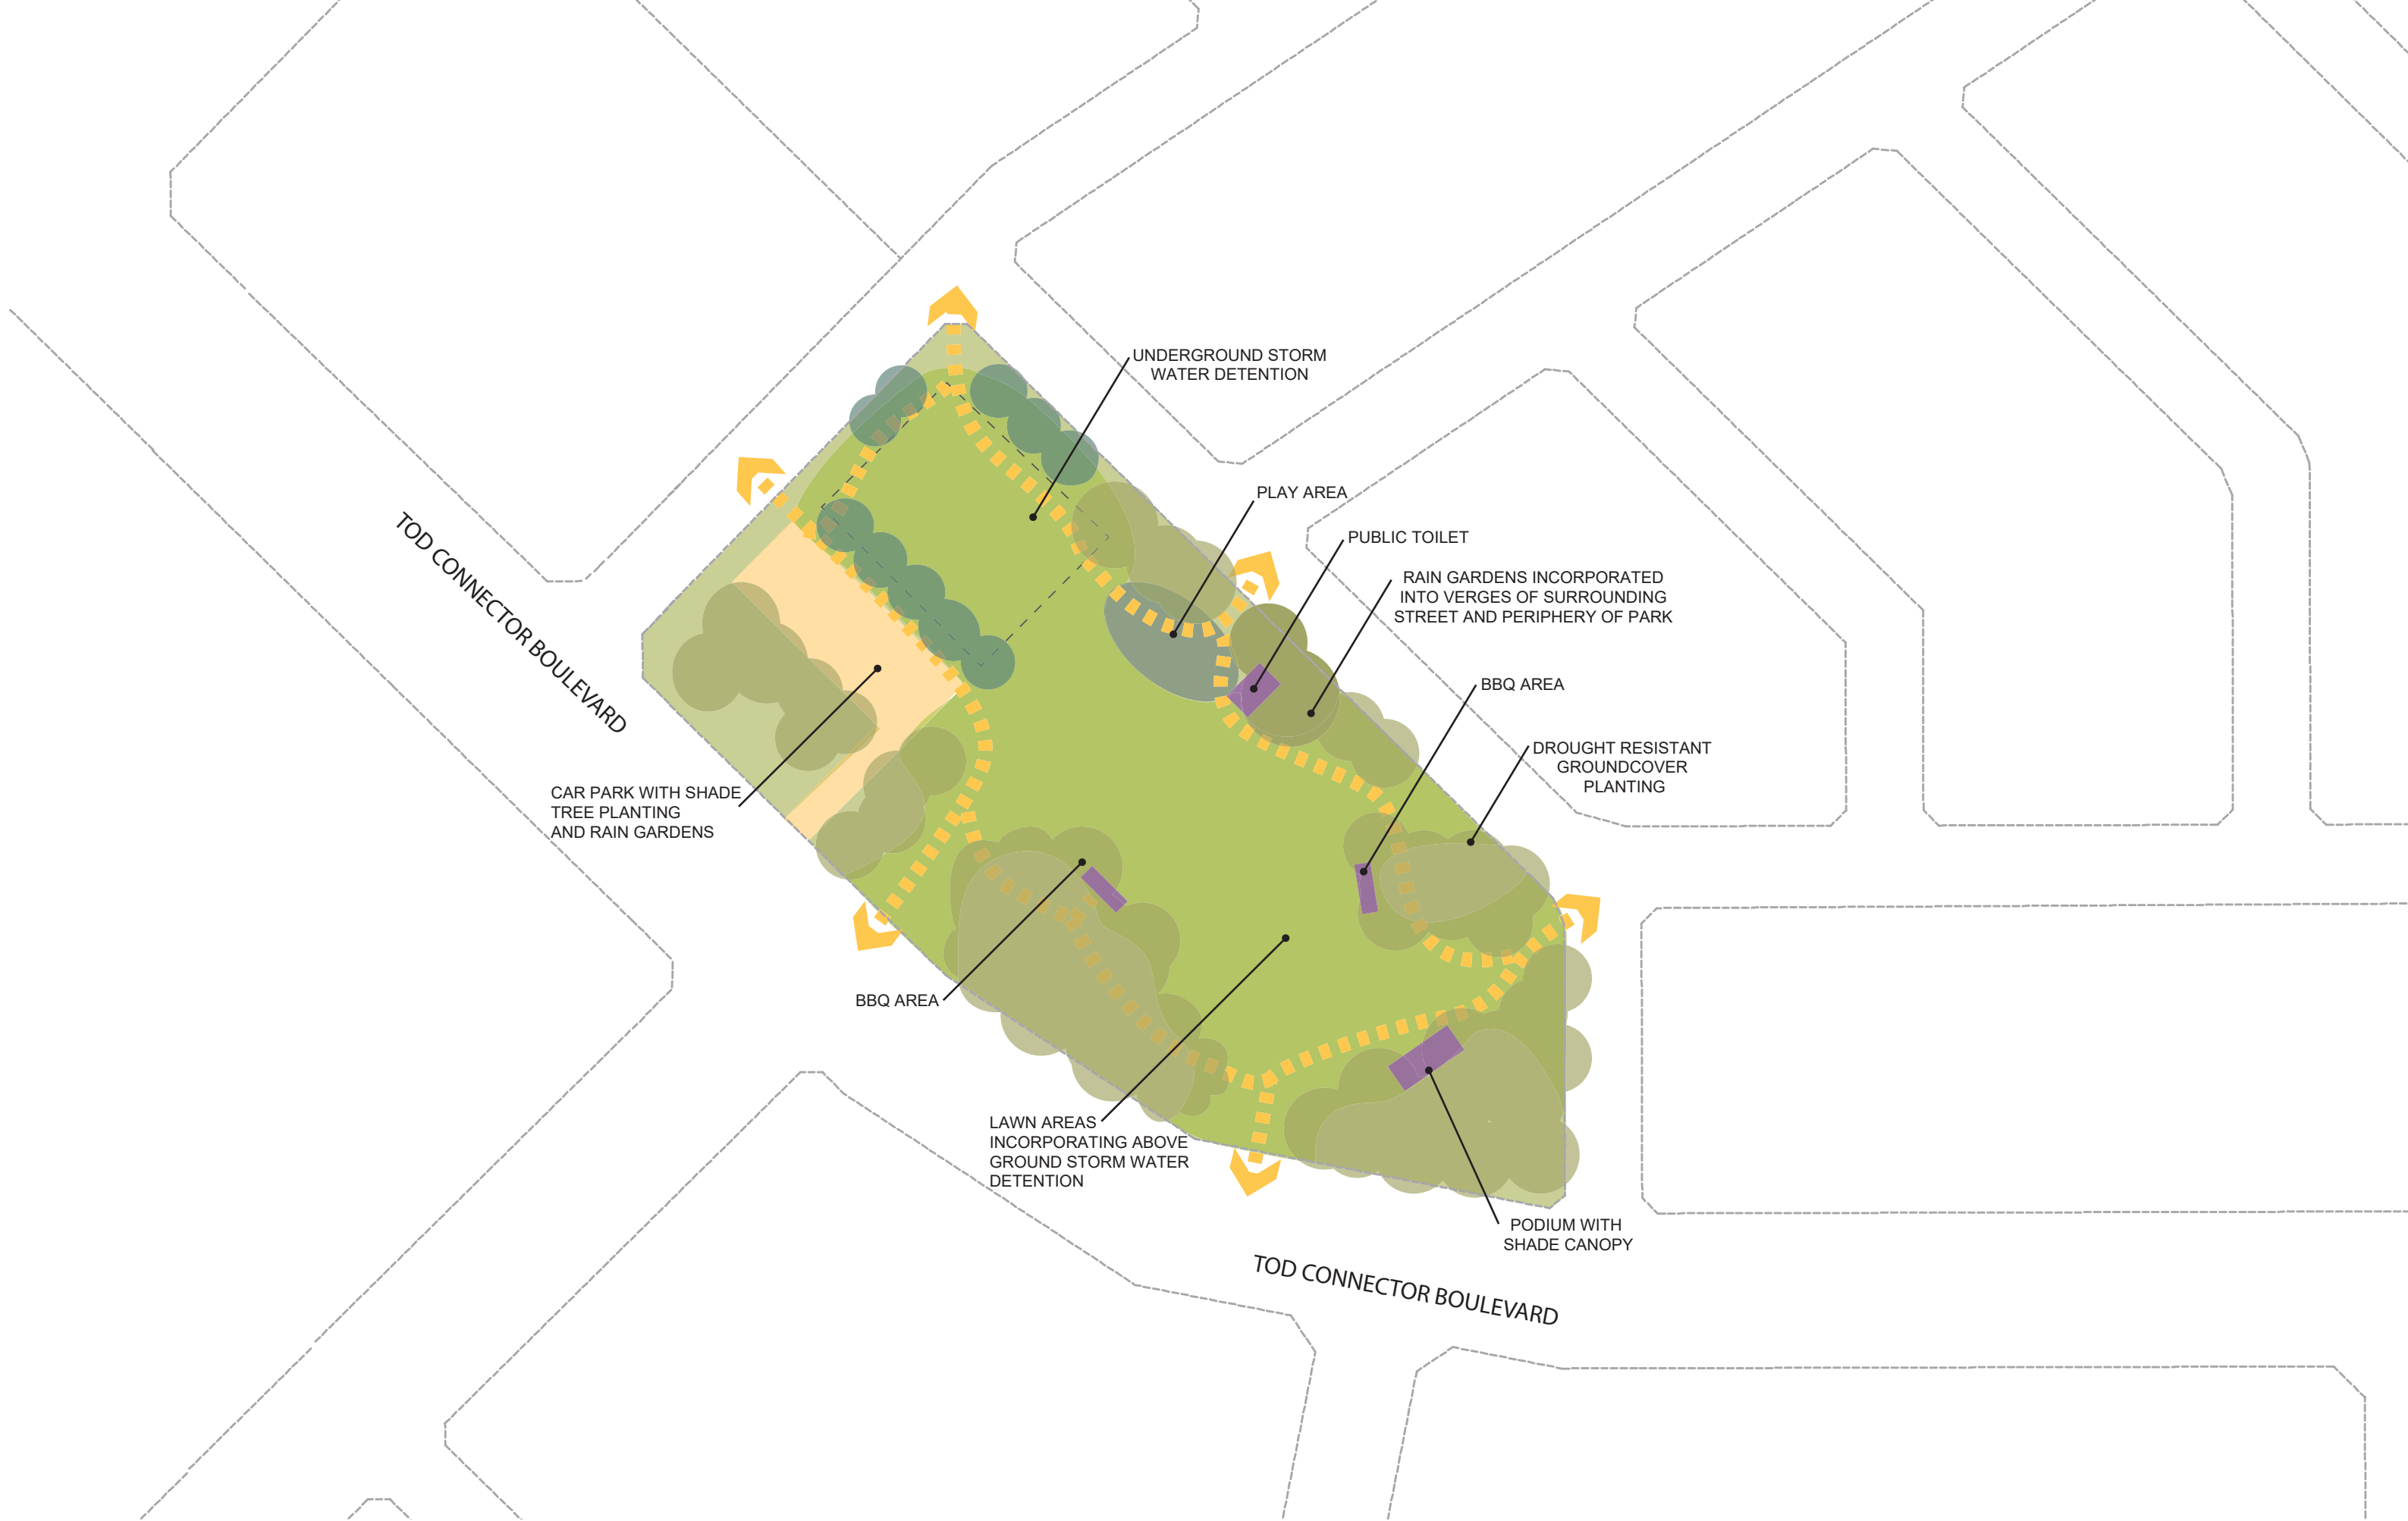 UNDERGROUND STORM
WATER DETENTION
PLAY AREA
PUBLIC TOILET
RAIN GARDENS INCORPORATED
INTO VERGES OF SURROUNDING
STREET AND PERIPHERY OF PARK
TOD CONNECTOR BOULEVARD
BBQ AREA
DROUGHT RESISTANT
GROUNDCOVER
PLANTING
CAR PARK WITH SHADE
TREE PLANTING
AND RAIN GARDENS
BBQ AREA
LAWN AREAS
INCORPORATING ABOVE
GROUND STORM WATER
DETENTION
PODIUM WITH
SHADE CANOPY
TOD CONNECTOR BOULEVARD